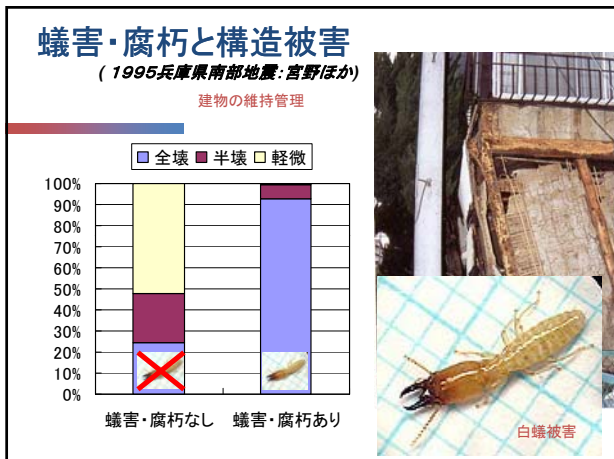 蟻害・腐朽と構造被害
( 1995兵庫県南部地震：宮野ほか)
建物の維持管理
全壊 半壊 軽微
100%
90%
80%
70%
60%
50%
40%
30%
20%
10%
0%
蟻害・腐朽なし 蟻害・腐朽あり
白蟻被害